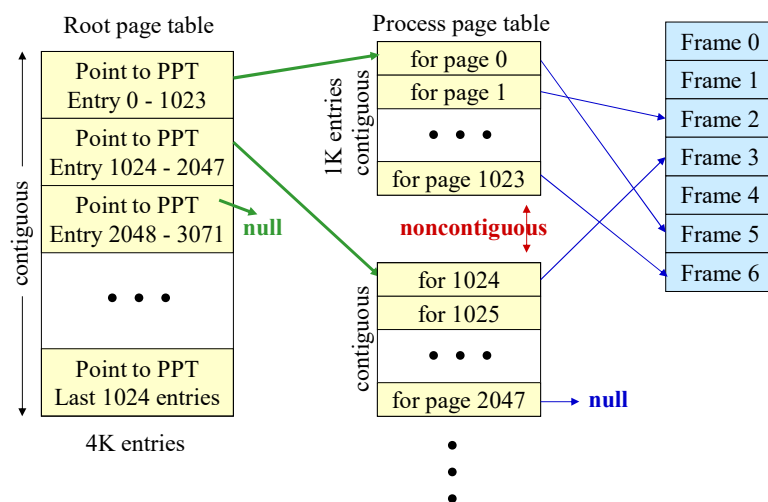 Root page table
Point to PPT
Entry 0 - 1023
Point to PPT
Entry 1024 - 2047
Point to PPT
Entry 2048 - 3071
null
• • •
Point to PPT
Last 1024 entries
4K entries
contiguous
Process page table
for page 0
for page 1
• • •
for page 1023
1K entries
contiguous
noncontiguous
for 1024
for 1025
• • •
for page 2047
null
contiguous
Frame 0
Frame 1
Frame 2
Frame 3
Frame 4
Frame 5
Frame 6